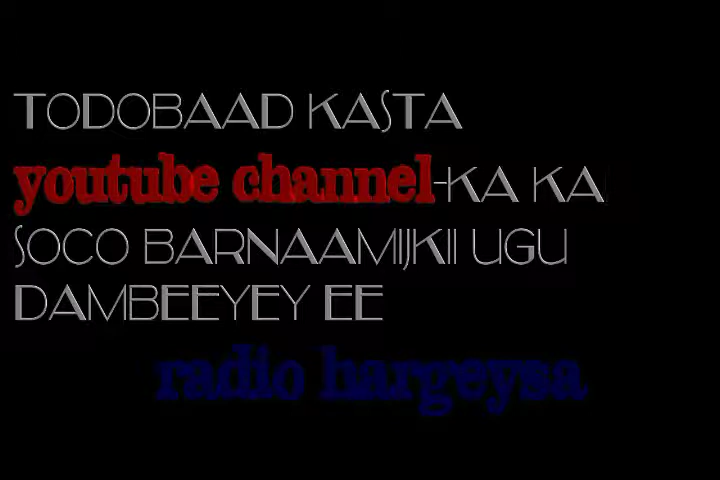 TODOBAAD KASTA
youtube channel-KA KA
SOCO BARNAAMIJKII UGU
DAMBEEYEY EE
radio hargeysa